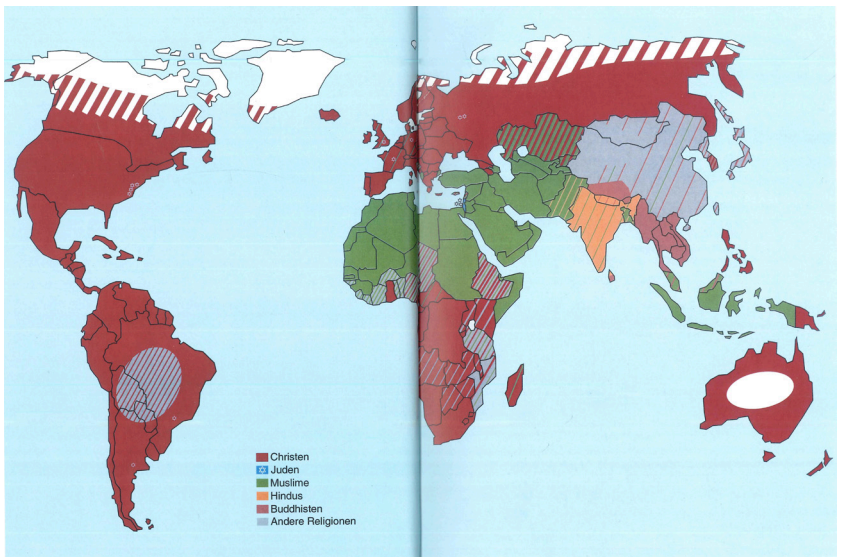 Christen
Juden
Muslime
Hindus
Buddhisten
Andere Religionen